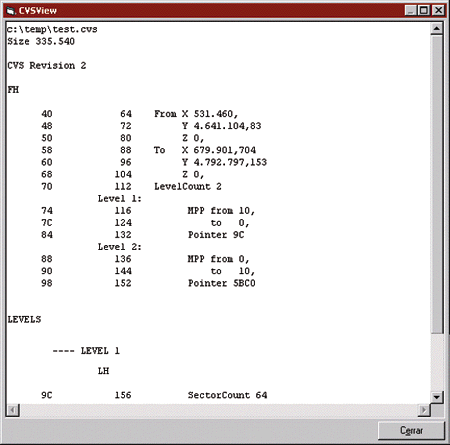 CVSView
c:\temp\test.cvs
Size 335.540
CVS Revision 2
FH
40 64 From X 531.460,
48 72 Y 4.641.104,83
50 80 Z 0,
58 88 To X 679.901,704
60 96 Y 4.792.797,153
68 104 Z 0,
70 112 LevelCount 2
Level 1:
74 116 MPP from 10,
7C 124 to 0,
84 132 Pointer 9C
Level 2:
88 136 MPP from 0,
90 144 to 10,
98 152 Pointer 5BC0
LEVELS
---- LEVEL 1
LH
9C 156 SectorCount 64
Cerrar